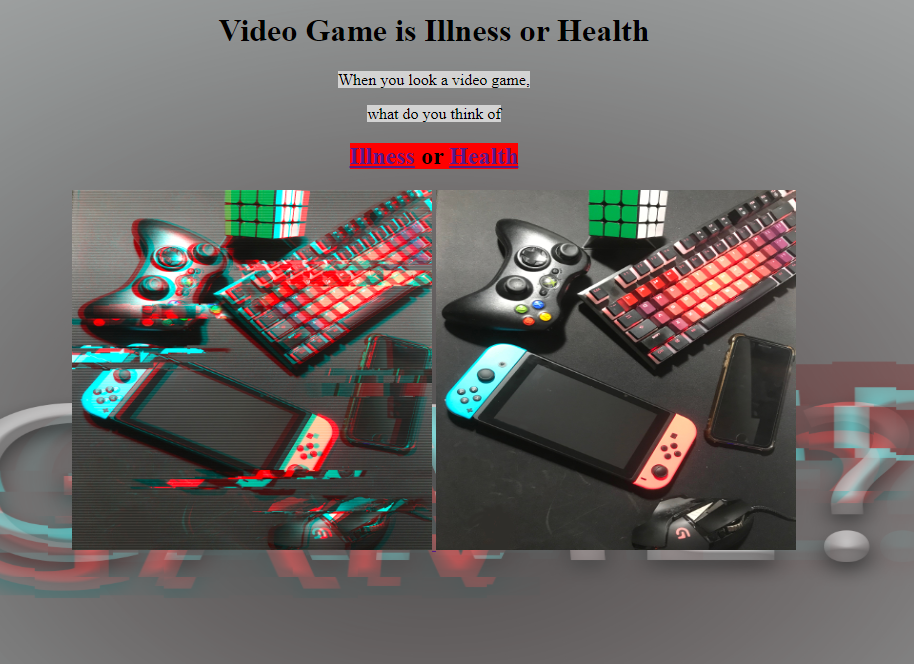 Video Game is Illness or Health
When you look a video game,
what do you think of
Illness or Health